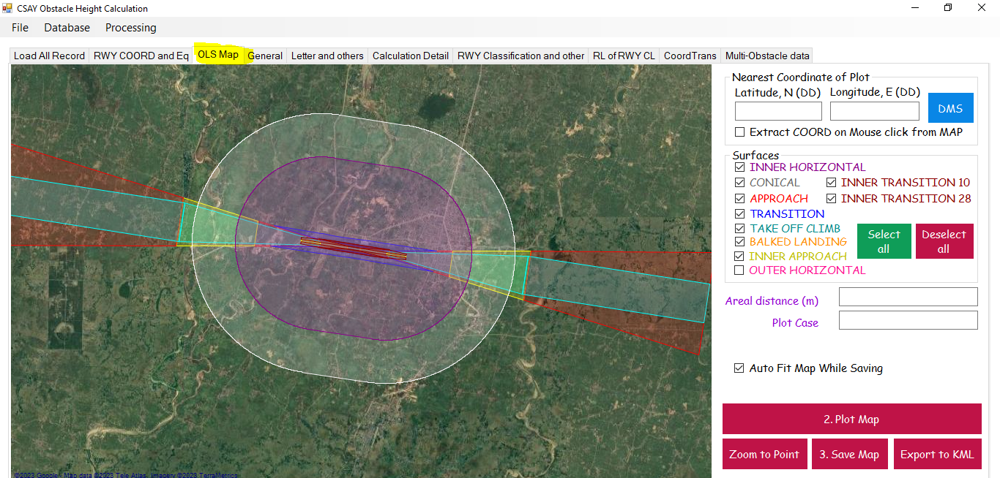 CSAY Obstacle Height Calculation
File Database Processing
Load All Record RWY COORD and Eq OLS Map General Letter and others Calculation Detail RWY Classification and other RL of RWY CL CoordTrans Multi-Obstacle data
Nearest Coordinate of Plot
Latitude, N (DD) Longitude, E (DD)
DMS
Extract COORD on Mouse click from MAP
Surfaces
INNER HORIZONTAL
CONICAL INNER TRANSITION 10
APPROACH INNER TRANSITION 28
TRANSITION
TAKE OFF CLIMB
BALKED LANDING
INNER APPROACH
OUTER HORIZONTAL
Select
all
Deselect
all
Areal distance (m)
Plot Case
Auto Fit Map While Saving
2. Plot Map
Zoom to Point 3. Save Map Export to KML
©2023 Google - Map data ©2023 Tele Atlas, Imagery ©2023 TerraMetrics